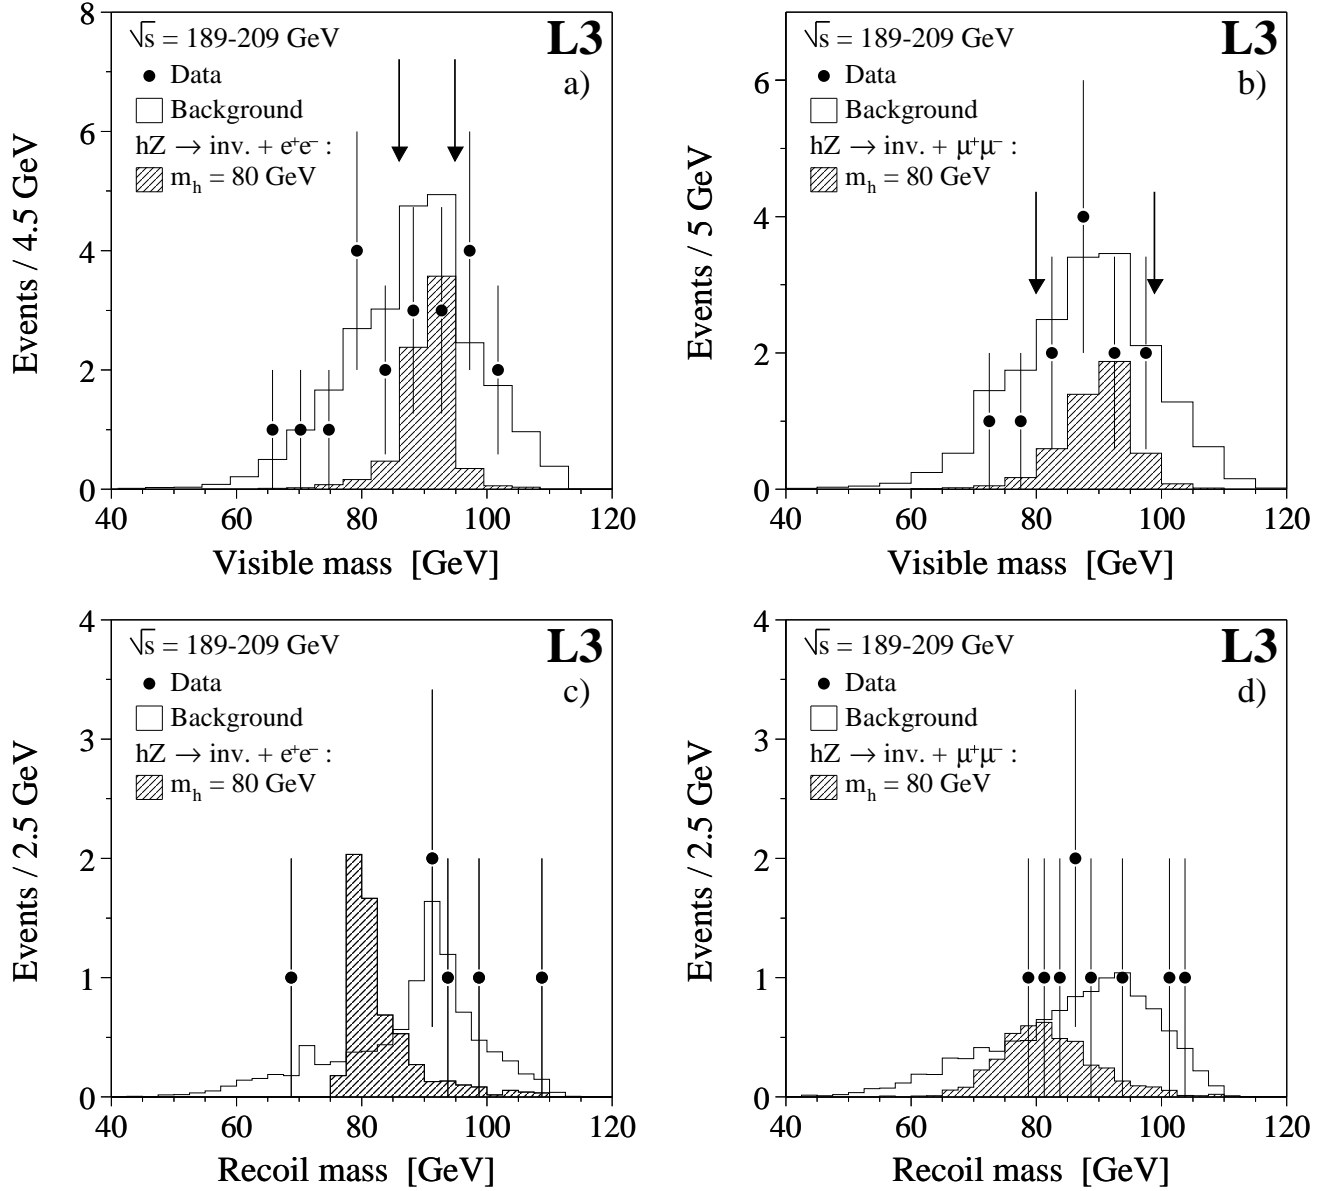 √s = 189-209 GeV
L3
a)
Data
Background
hZ → inv. + e⁺e⁻ :
m_h = 80 GeV
Events / 4.5 GeV
8
6
4
2
0
40 60 80 100 120
Visible mass [GeV]
√s = 189-209 GeV
L3
b)
Data
Background
hZ → inv. + μ⁺μ⁻ :
m_h = 80 GeV
Events / 5 GeV
6
4
2
0
40 60 80 100 120
Visible mass [GeV]
√s = 189-209 GeV
L3
c)
Data
Background
hZ → inv. + e⁺e⁻ :
m_h = 80 GeV
Events / 2.5 GeV
4
3
2
1
0
40 60 80 100 120
Recoil mass [GeV]
√s = 189-209 GeV
L3
d)
Data
Background
hZ → inv. + μ⁺μ⁻ :
m_h = 80 GeV
Events / 2.5 GeV
4
3
2
1
0
40 60 80 100 120
Recoil mass [GeV]